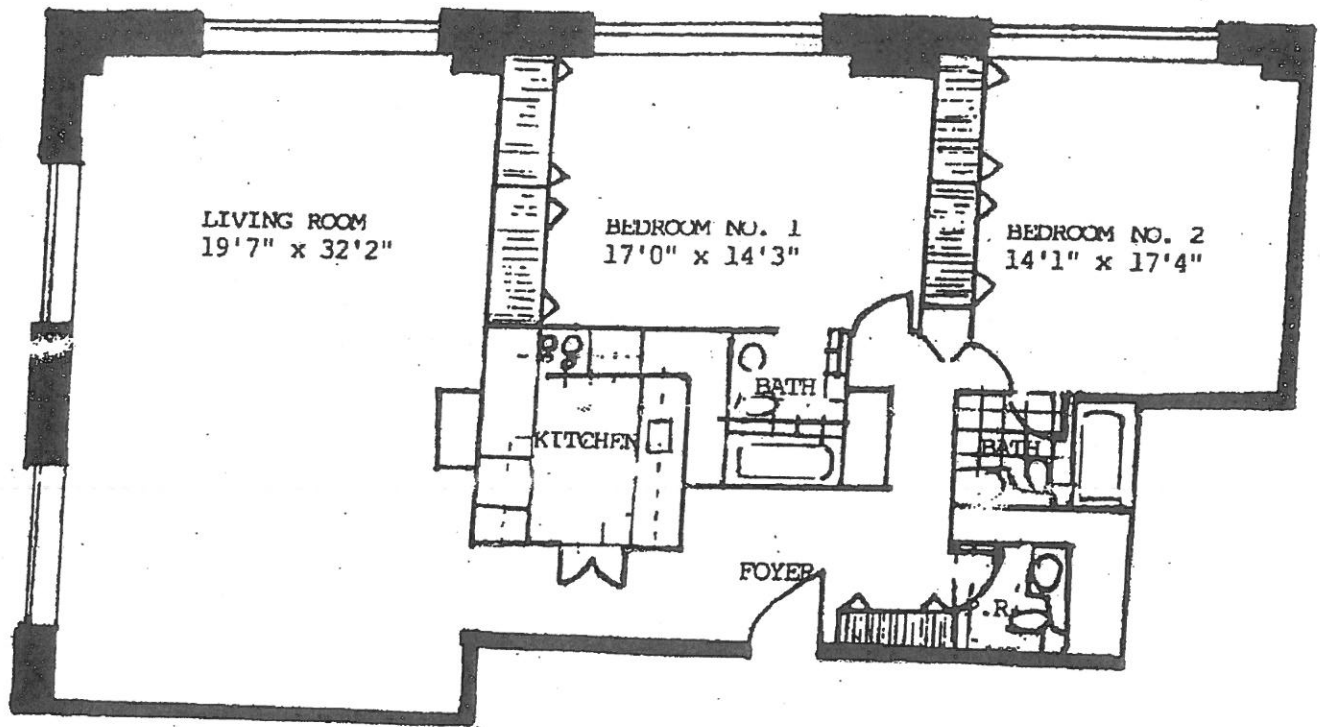 LIVING ROOM
19'7" x 32'2"
BEDROOM NO. 1
17'0" x 14'3"
BEDROOM NO. 2
14'1" x 17'4"
BATH
KITCHEN
BATH
FOYER
.R.